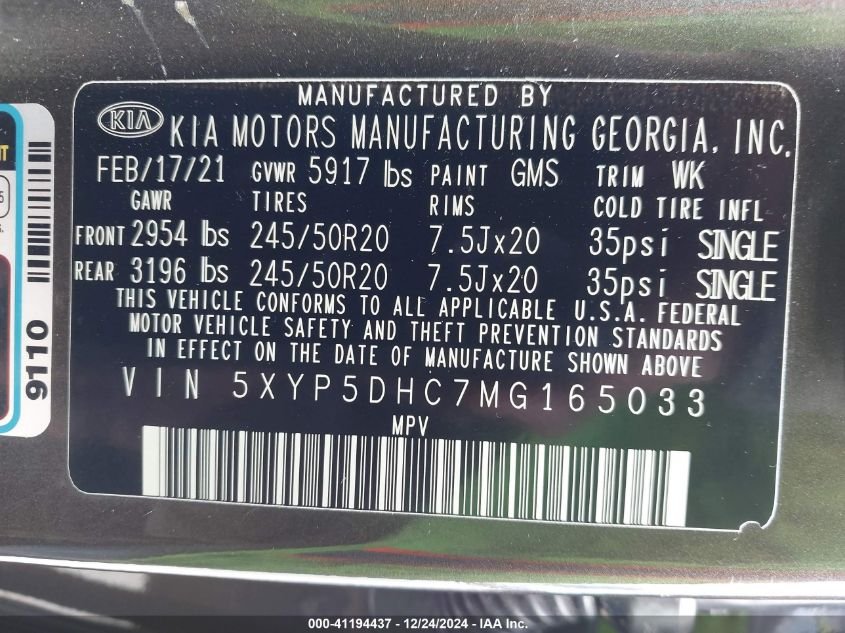 MANUFACTURED BY
KIA KIA MOTORS MANUFACTURING GEORGIA, INC.
FEB/17/21 GVWR 5917 lbs PAINT GMS TRIM WK
GAWR TIRES RIMS COLD TIRE INFL
FRONT 2954 lbs 245/50R20 7.5Jx20 35psi SINGLE
REAR 3196 lbs 245/50R20 7.5Jx20 35psi SINGLE
THIS VEHICLE CONFORMS TO ALL APPLICABLE U.S.A. FEDERAL
MOTOR VEHICLE SAFETY AND THEFT PREVENTION STANDARDS
IN EFFECT ON THE DATE OF MANUFACTURE SHOWN ABOVE
VIN 5XYP5DHC7MG165033
MPV
9110
000-41194437 - 12/24/2024 - IAA Inc.